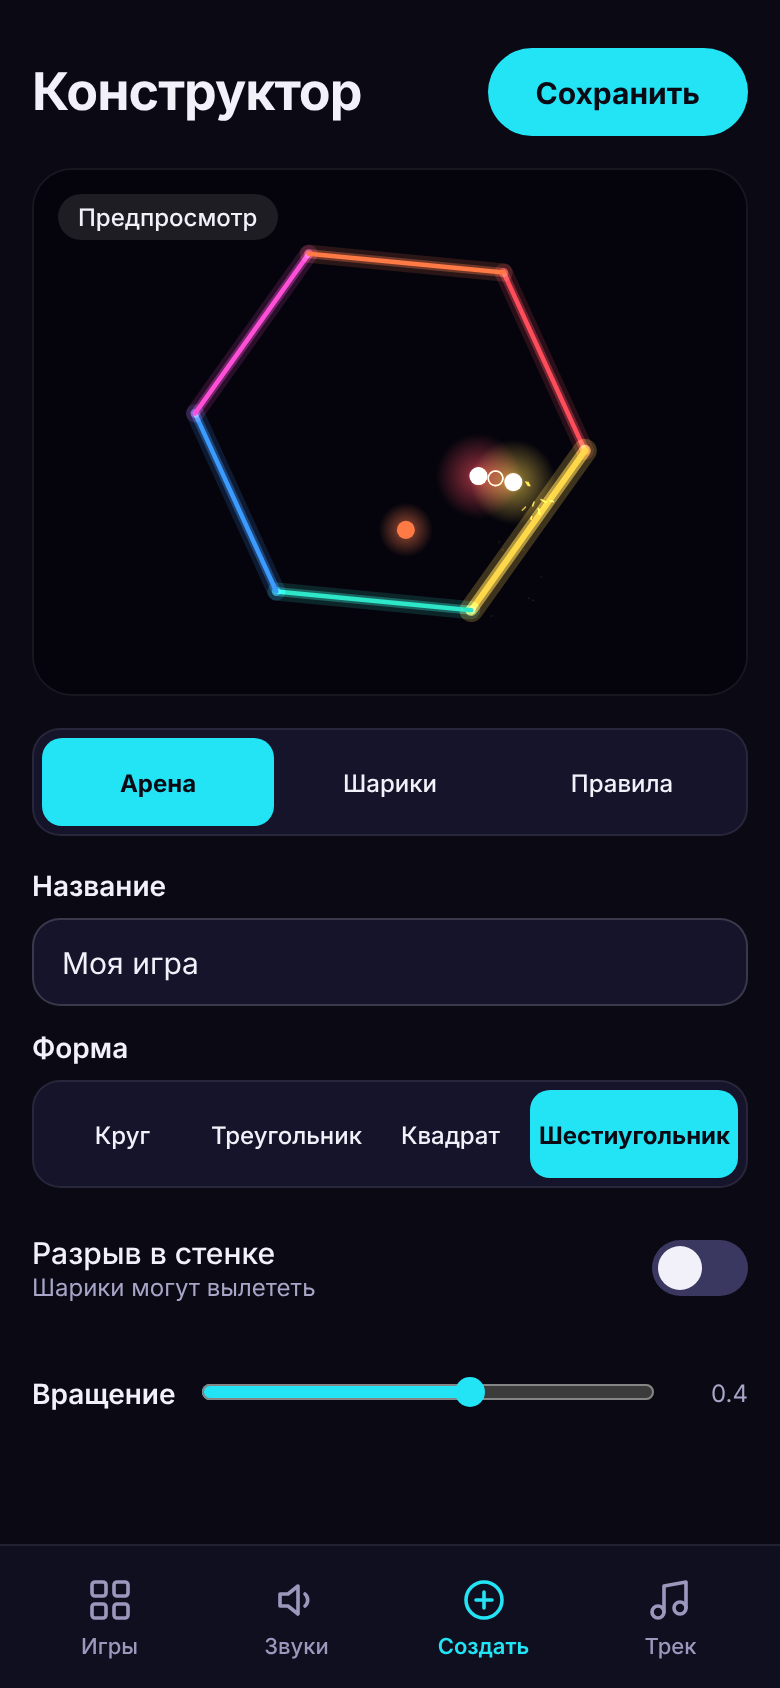 Конструктор
Сохранить
Предпросмотр
Арена
Шарики
Правила
Название
Моя игра
Форма
Круг
Треугольник
Квадрат
Шестиугольник
Разрыв в стенке
Шарики могут вылететь
Вращение
0.4
Игры
Звуки
Создать
Трек